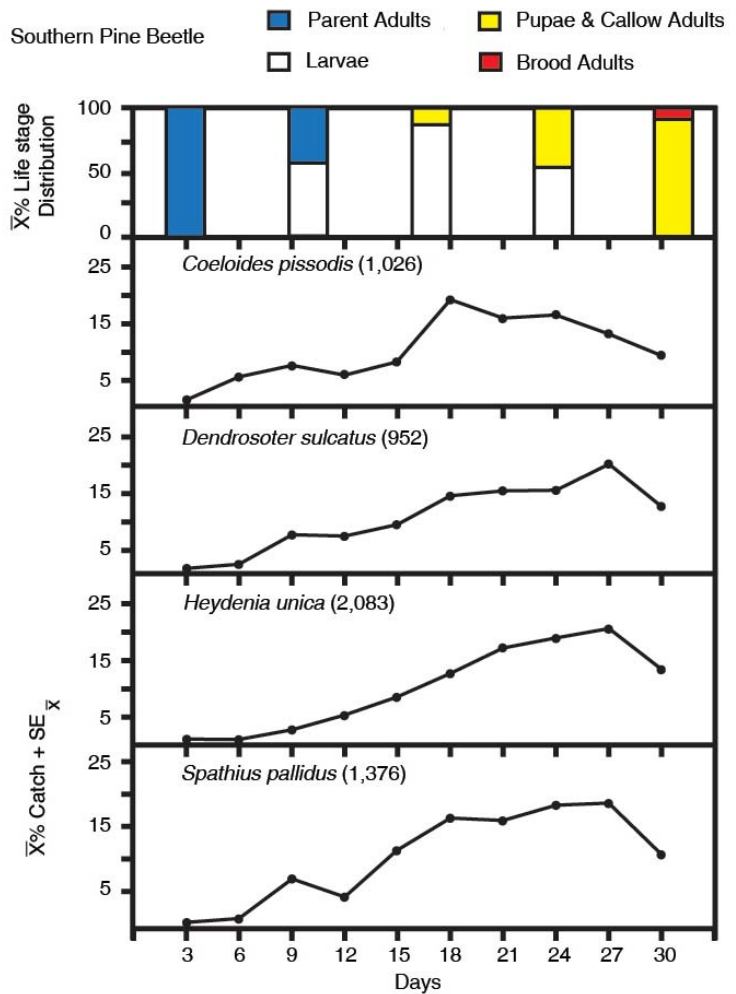 Southern Pine Beetle
Parent Adults
Pupae & Callow Adults
Larvae
Brood Adults
X̅% Life stage
Distribution
100
50
0
Coeloides pissodis (1,026)
25
15
5
Dendrosoter sulcatus (952)
25
15
5
Heydenia unica (2,083)
25
15
5
X̅% Catch + SE x̅
Spathius pallidus (1,376)
25
15
5
3 6 9 12 15 18 21 24 27 30
Days